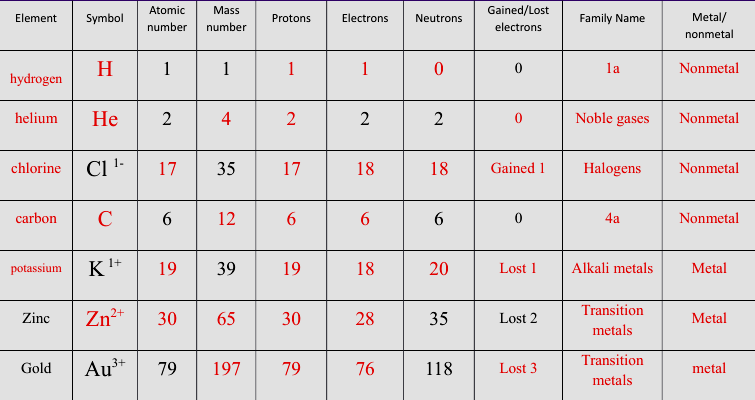 Element Symbol Atomic number Mass number Protons Electrons Neutrons Gained/Lost electrons Family Name Metal/ nonmetal
hydrogen H 1 1 1 1 0 0 1a Nonmetal
helium He 2 4 2 2 2 0 Noble gases Nonmetal
chlorine Cl 1- 17 35 17 18 18 Gained 1 Halogens Nonmetal
carbon C 6 12 6 6 6 0 4a Nonmetal
potassium K 1+ 19 39 19 18 20 Lost 1 Alkali metals Metal
Zinc Zn2+ 30 65 30 28 35 Lost 2 Transition metals Metal
Gold Au3+ 79 197 79 76 118 Lost 3 Transition metals metal